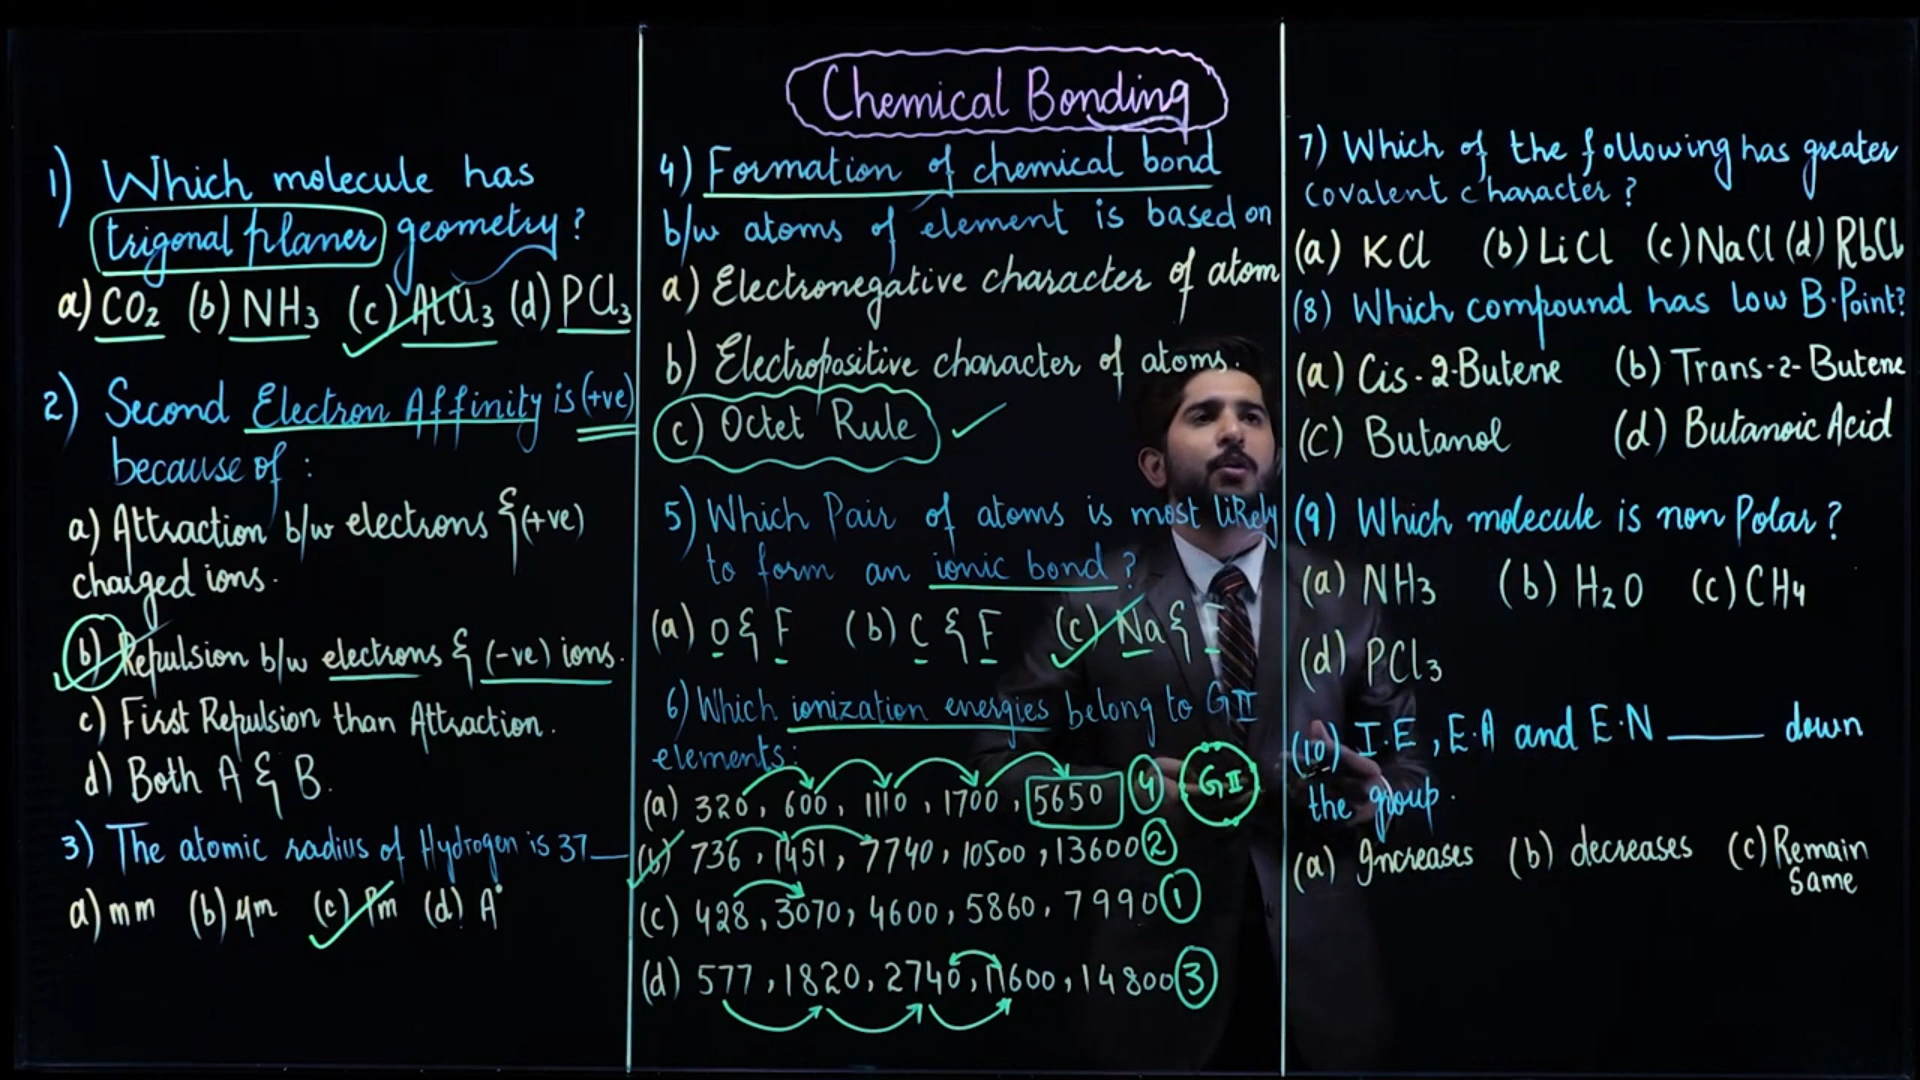 Chemical Bonding
1) Which molecule has
trigonal planer geometry?
a) CO2 (b) NH3 (c) AlCl3 (d) PCl3
2) Second Electron Affinity is (+ve)
because of :
a) Attraction b/w electrons & (+ve)
charged ions.
b) Repulsion b/w electrons & (-ve) ions.
c) First Repulsion than Attraction.
d) Both A & B.
3) The atomic radius of Hydrogen is 37__
a) mm (b) μm (c) Pm (d) A°
4) Formation of chemical bond
b/w atoms of element is based on
a) Electronegative character of atom
b) Electropositive character of atoms.
c) Octet Rule
5) Which Pair of atoms is most likely
to form an ionic bond?
(a) O & F (b) C & F (c) Na & F
6) Which ionization energies belong to GII
elements:
(a) 320, 600, 1110, 1700, 5650 4 GII
(b) 736, 1451, 7740, 10500, 13600 2
(c) 428, 3070, 4600, 5860, 7990 1
(d) 577, 1820, 2740, 11600, 14800 3
7) Which of the following has greater
covalent character?
(a) KCl (b) LiCl (c) NaCl (d) RbCl
(8) Which compound has low B.Point?
(a) Cis-2-Butene (b) Trans-2-Butene
(C) Butanol (d) Butanoic Acid
(9) Which molecule is non Polar?
(a) NH3 (b) H2O (c) CH4
(d) PCl3
(10) I.E, E.A and E.N ____ down
the group.
(a) Increases (b) decreases (c) Remain
Same